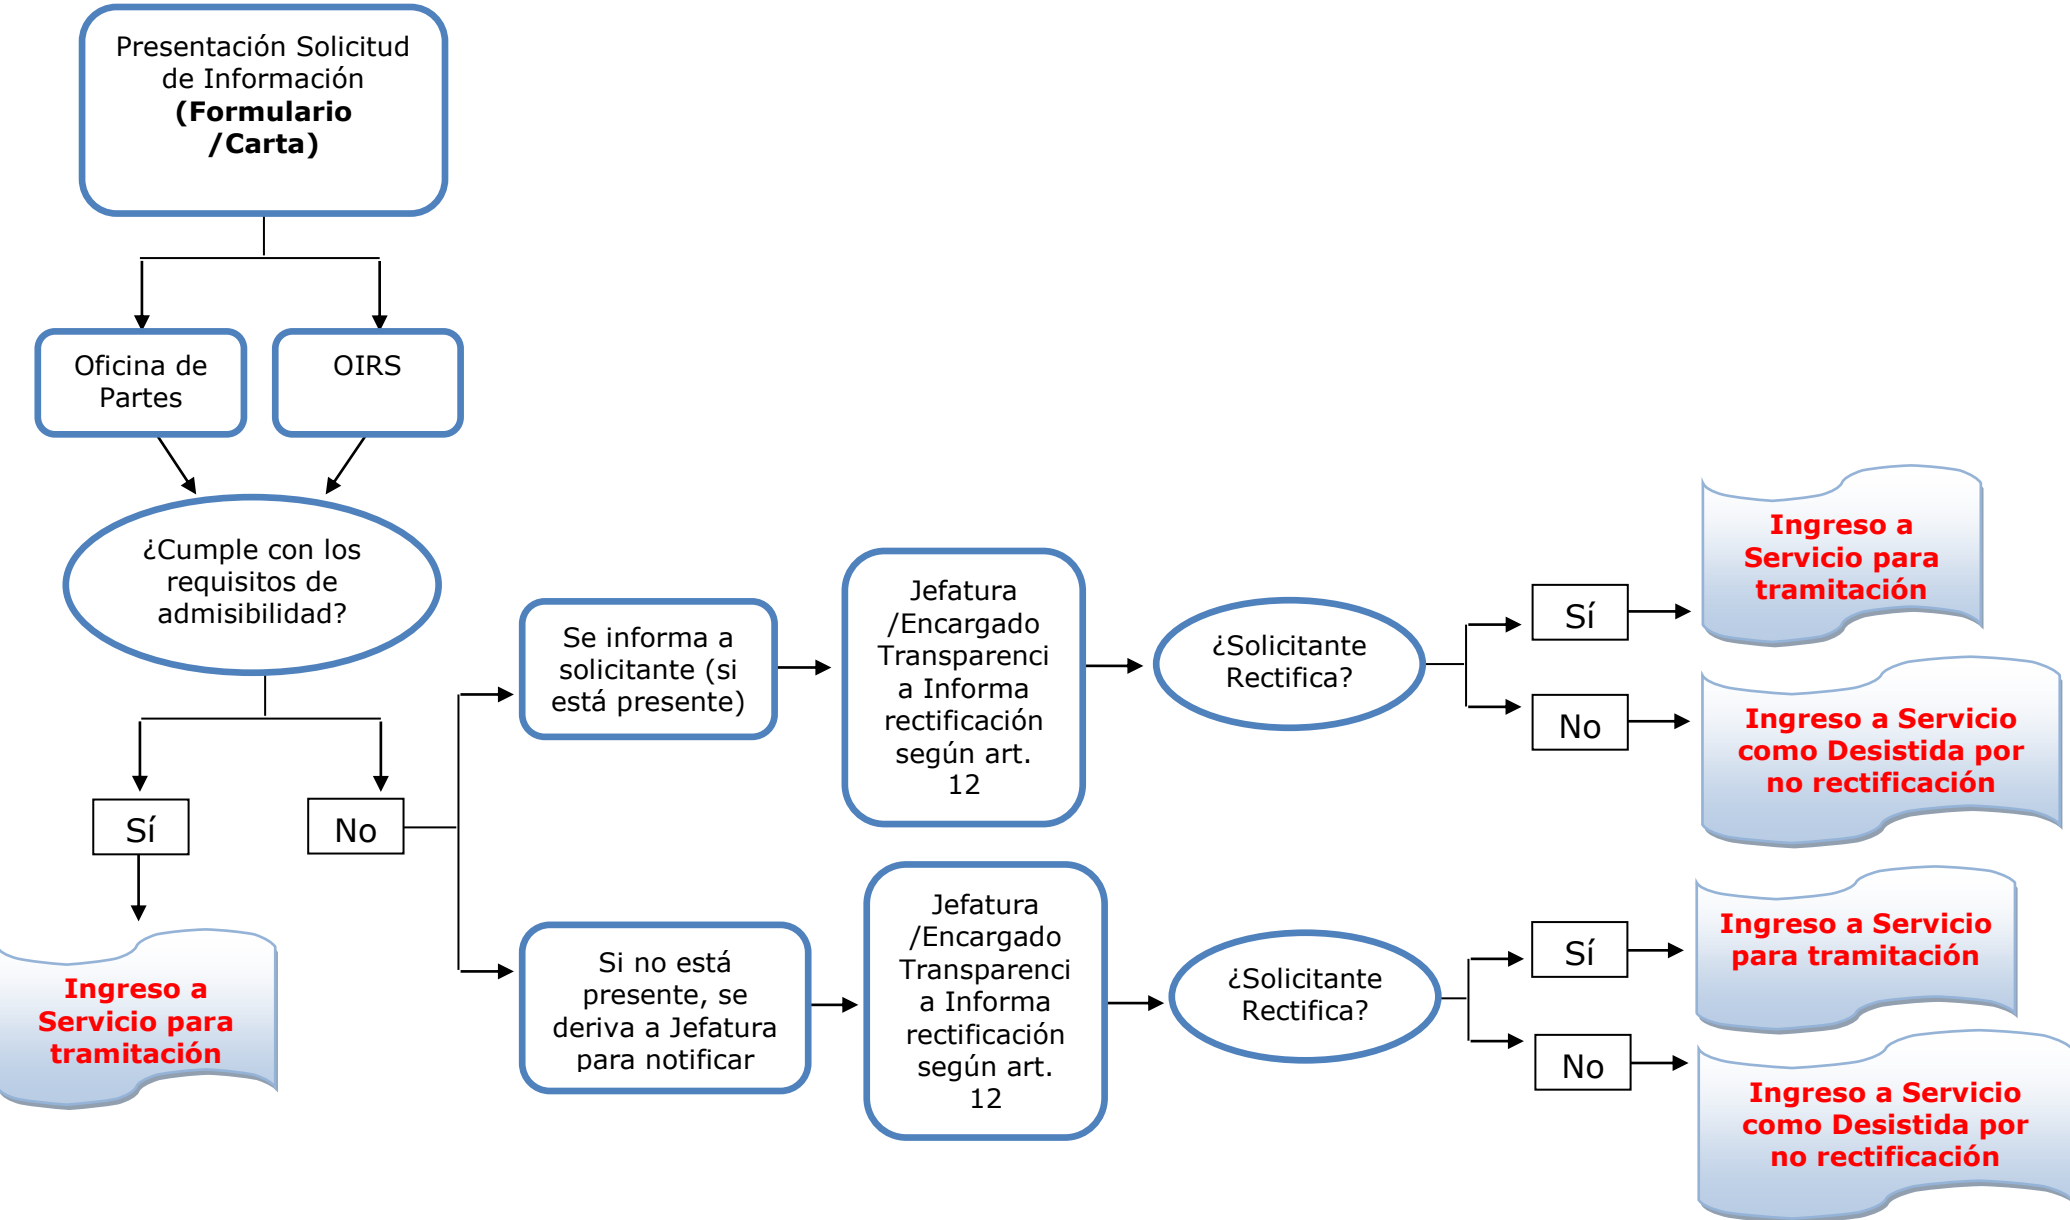 Presentación Solicitud
de Información
(Formulario
/Carta)
Oficina de
Partes
OIRS
¿Cumple con los
requisitos de
admisibilidad?
Sí
No
Ingreso a
Servicio para
tramitación
Se informa a
solicitante (si
está presente)
Jefatura
/Encargado
Transparenci
a Informa
rectificación
según art.
12
¿Solicitante
Rectifica?
Sí
Ingreso a
Servicio para
tramitación
No
Ingreso a Servicio
como Desistida por
no rectificación
Si no está
presente, se
deriva a Jefatura
para notificar
Jefatura
/Encargado
Transparenci
a Informa
rectificación
según art.
12
¿Solicitante
Rectifica?
Sí
Ingreso a Servicio
para tramitación
No
Ingreso a Servicio
como Desistida por
no rectificación